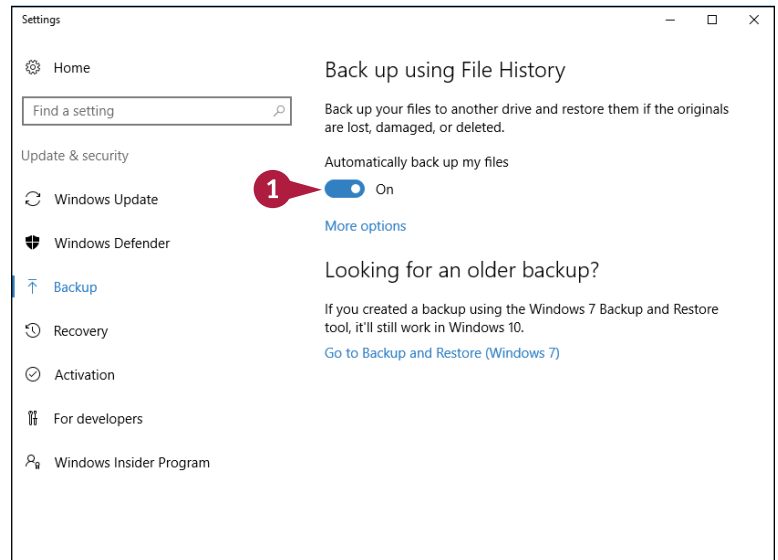 Settings
Home
Find a setting
Update & security
Windows Update
Windows Defender
Backup
Recovery
Activation
For developers
Windows Insider Program
Back up using File History
Back up your files to another drive and restore them if the originals
are lost, damaged, or deleted.
Automatically back up my files
1
On
More options
Looking for an older backup?
If you created a backup using the Windows 7 Backup and Restore
tool, it'll still work in Windows 10.
Go to Backup and Restore (Windows 7)